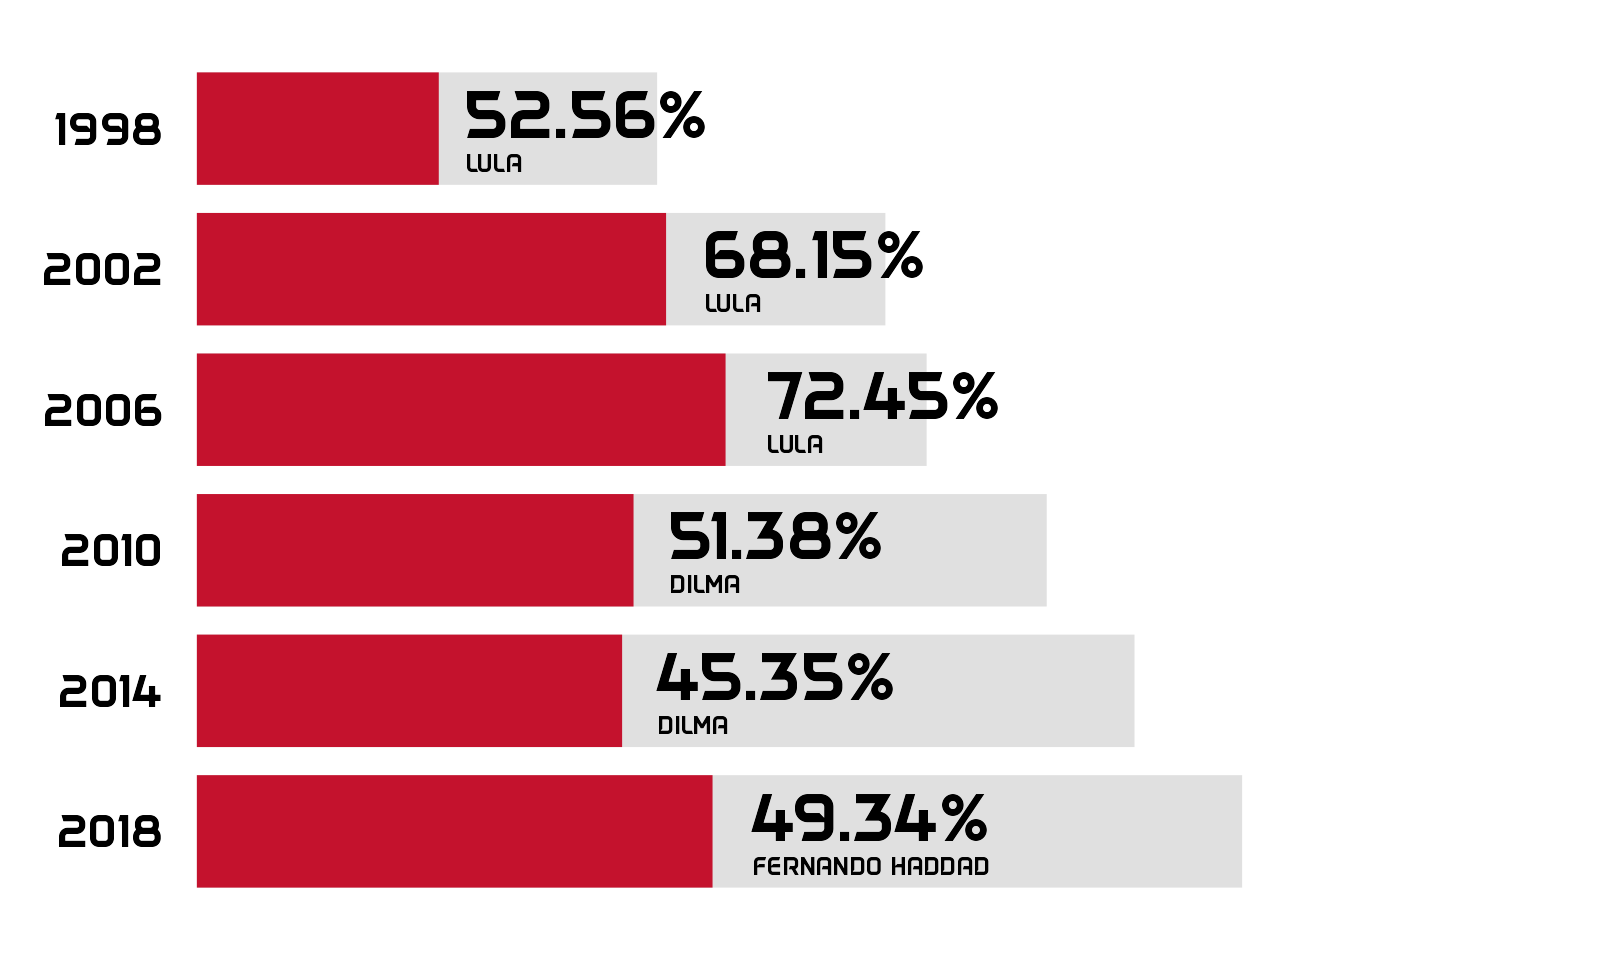 1998
52.56%
LULA
2002
68.15%
LULA
2006
72.45%
LULA
2010
51.38%
DILMA
2014
45.35%
DILMA
2018
49.34%
FERNANDO HADDAD